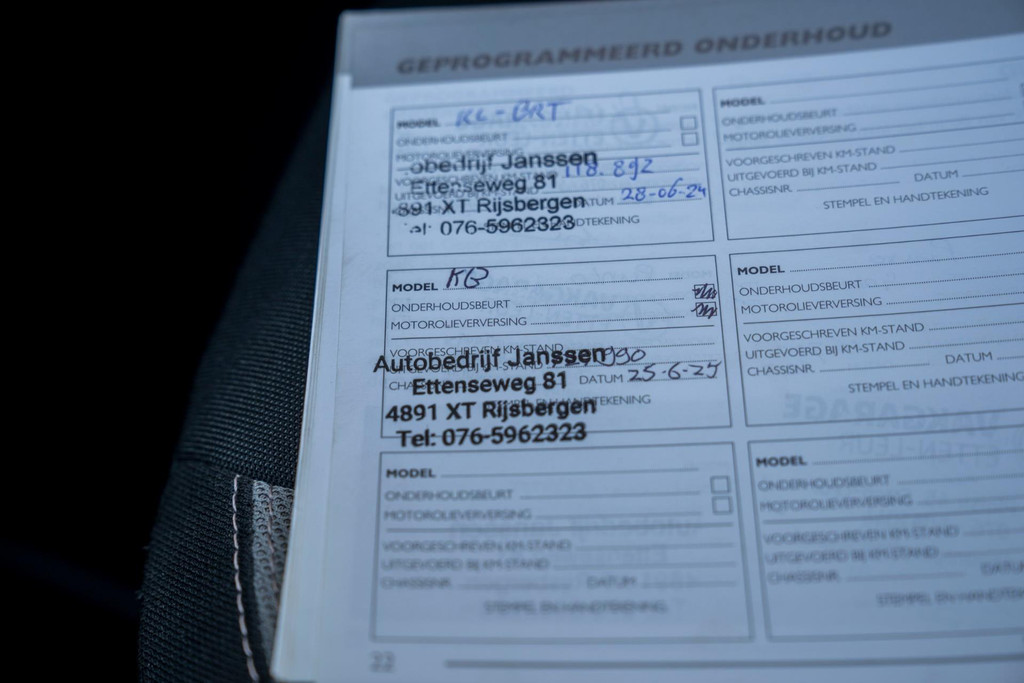 GEPROGRAMMEERD ONDERHOUD
MODEL KL-BRT
ONDERHOUDSBEURT
MOTOROLIEVERVERSING
obedrijf Janssen 118.892
Ettenseweg 81
DATUM 28-06-24
891 XT Rijsbergen
el: 076-5962323
DTEKENING
MODEL KB
ONDERHOUDSBEURT
MOTOROLIEVERVERSING
VOORGESCHREVEN KM-STAND
Autobedrijf Janssen
Ettenseweg 81
DATUM 25-6-25
4891 XT Rijsbergen
Tel: 076-5962323
MODEL
ONDERHOUDSBEURT
MOTOROLIEVERVERSING
VOORGESCHREVEN KM-STAND
UITGEVOERD BIJ KM-STAND
CHASSISNR. DATUM
STEMPEL EN HANDTEKENING
22
MODEL
ONDERHOUDSBEURT
MOTOROLIEVERVERSING
VOORGESCHREVEN KM-STAND
UITGEVOERD BIJ KM-STAND
CHASSISNR. DATUM
STEMPEL EN HANDTEKENING
MODEL
ONDERHOUDSBEURT
MOTOROLIEVERVERSING
VOORGESCHREVEN KM-STAND
UITGEVOERD BIJ KM-STAND
CHASSISNR. DATUM
STEMPEL EN HANDTEKENING
MODEL
ONDERHOUDSBEURT
MOTOROLIEVERVERSING
VOORGESCHREVEN KM-STAND
UITGEVOERD BIJ KM-STAND
CHASSISNR.
STEMPEL EN HANDTEKENING